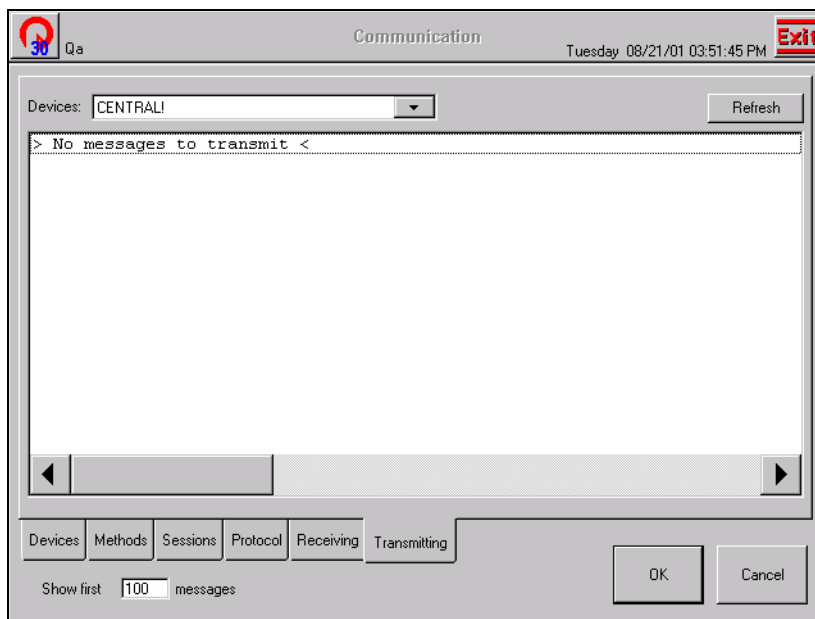 30 Qa Communication Tuesday 08/21/01 03:51:45 PM Exit
Devices: CENTRAL! Refresh
> No messages to transmit <
Devices Methods Sessions Protocol Receiving Transmitting
OK Cancel
Show first 100 messages